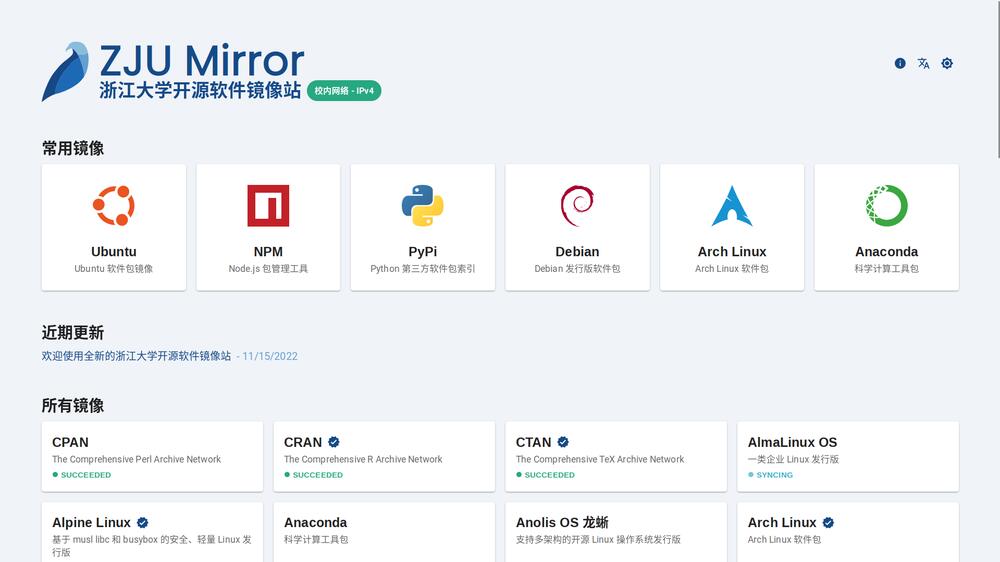 ZJU Mirror
浙江大学开源软件镜像站 校内网络 - IPv4
常用镜像
Ubuntu
Ubuntu 软件包镜像
NPM
Node.js 包管理工具
PyPi
Python 第三方软件包索引
Debian
Debian 发行版软件包
Arch Linux
Arch Linux 软件包
Anaconda
科学计算工具包
近期更新
欢迎使用全新的浙江大学开源软件镜像站 - 11/15/2022
所有镜像
CPAN
The Comprehensive Perl Archive Network
SUCCEEDED
CRAN
The Comprehensive R Archive Network
SUCCEEDED
CTAN
The Comprehensive TeX Archive Network
SUCCEEDED
AlmaLinux OS
一类企业 Linux 发行版
SYNCING
Alpine Linux
基于 musl libc 和 busybox 的安全、轻量 Linux 发
行版
Anaconda
科学计算工具包
Anolis OS 龙蜥
支持多架构的开源 Linux 操作系统发行版
Arch Linux
Arch Linux 软件包